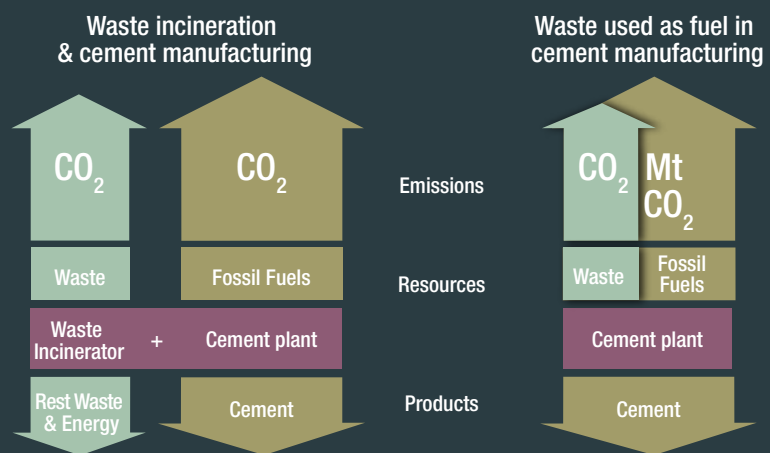 Waste incineration
& cement manufacturing
Waste used as fuel in
cement manufacturing
CO2
CO2
Emissions
CO2
Mt
CO2
Waste
Fossil Fuels
Resources
Waste
Fossil
Fuels
Waste
Incinerator
+
Cement plant
Cement plant
Rest Waste
& Energy
Cement
Products
Cement